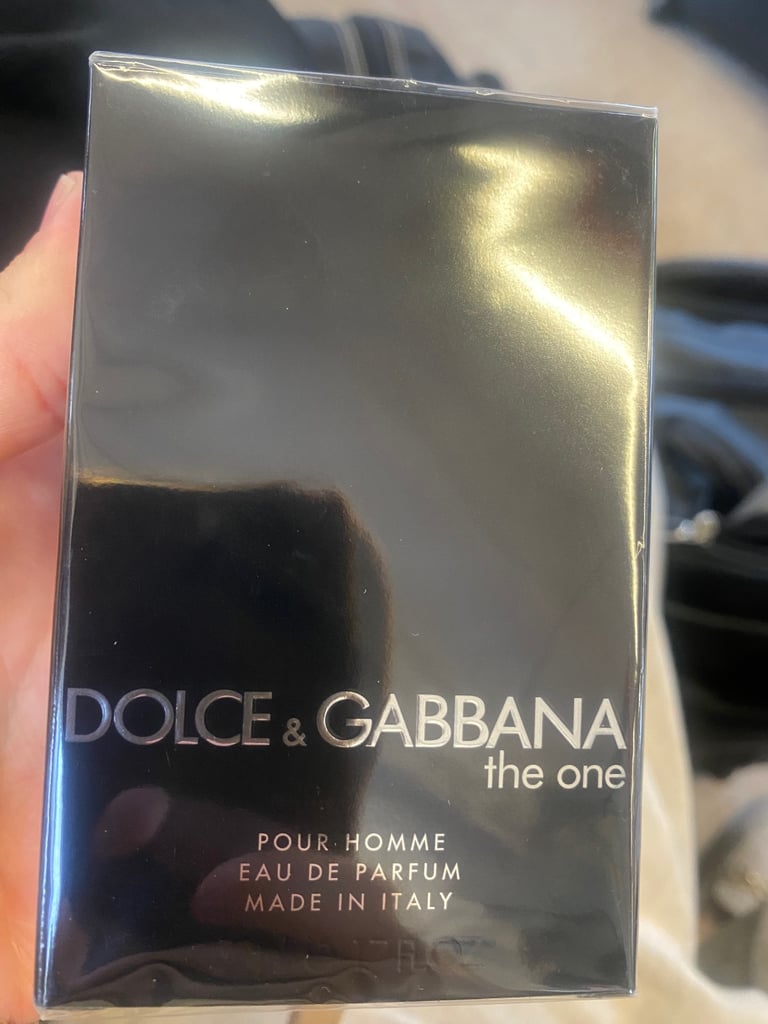 DOLCE & GABBANA
the one
POUR HOMME
EAU DE PARFUM
MADE IN ITALY